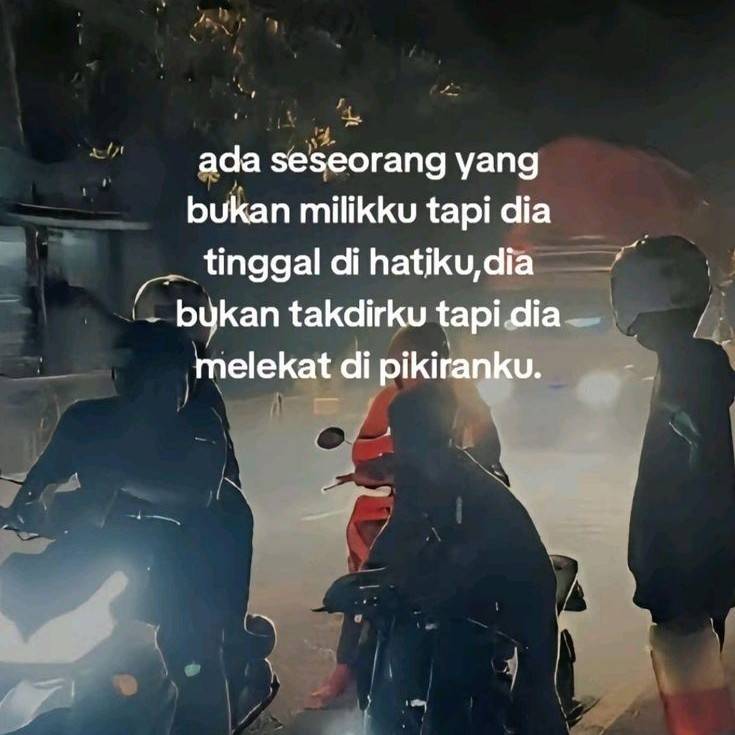 ada seseorang yang
bukan milikku tapi dia
tinggal di hatiku,dia
bukan takdirku tapi dia
melekat di pikiranku.